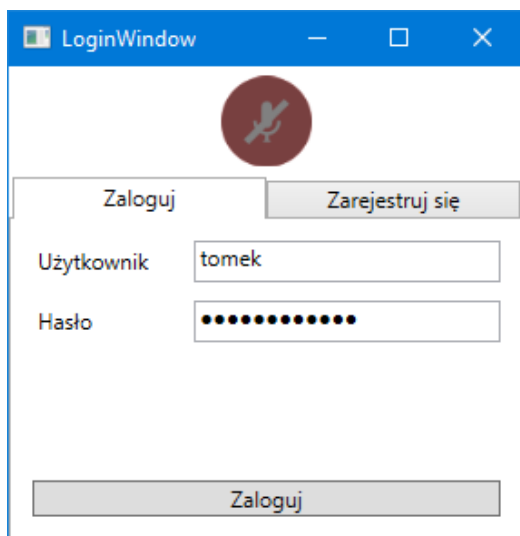 LoginWindow
Zaloguj Zarejestruj się
Użytkownik tomek
Hasło ••••••••••••
Zaloguj